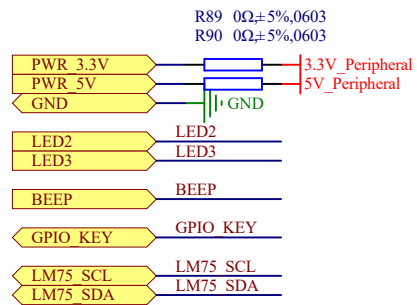 R89 0Ω,±5%,0603
R90 0Ω,±5%,0603
PWR_3.3V 3.3V_Peripheral
PWR_5V 5V_Peripheral
GND GND
LED2 LED2
LED3 LED3
BEEP BEEP
GPIO_KEY GPIO_KEY
LM75_SCL LM75_SCL
LM75_SDA LM75_SDA